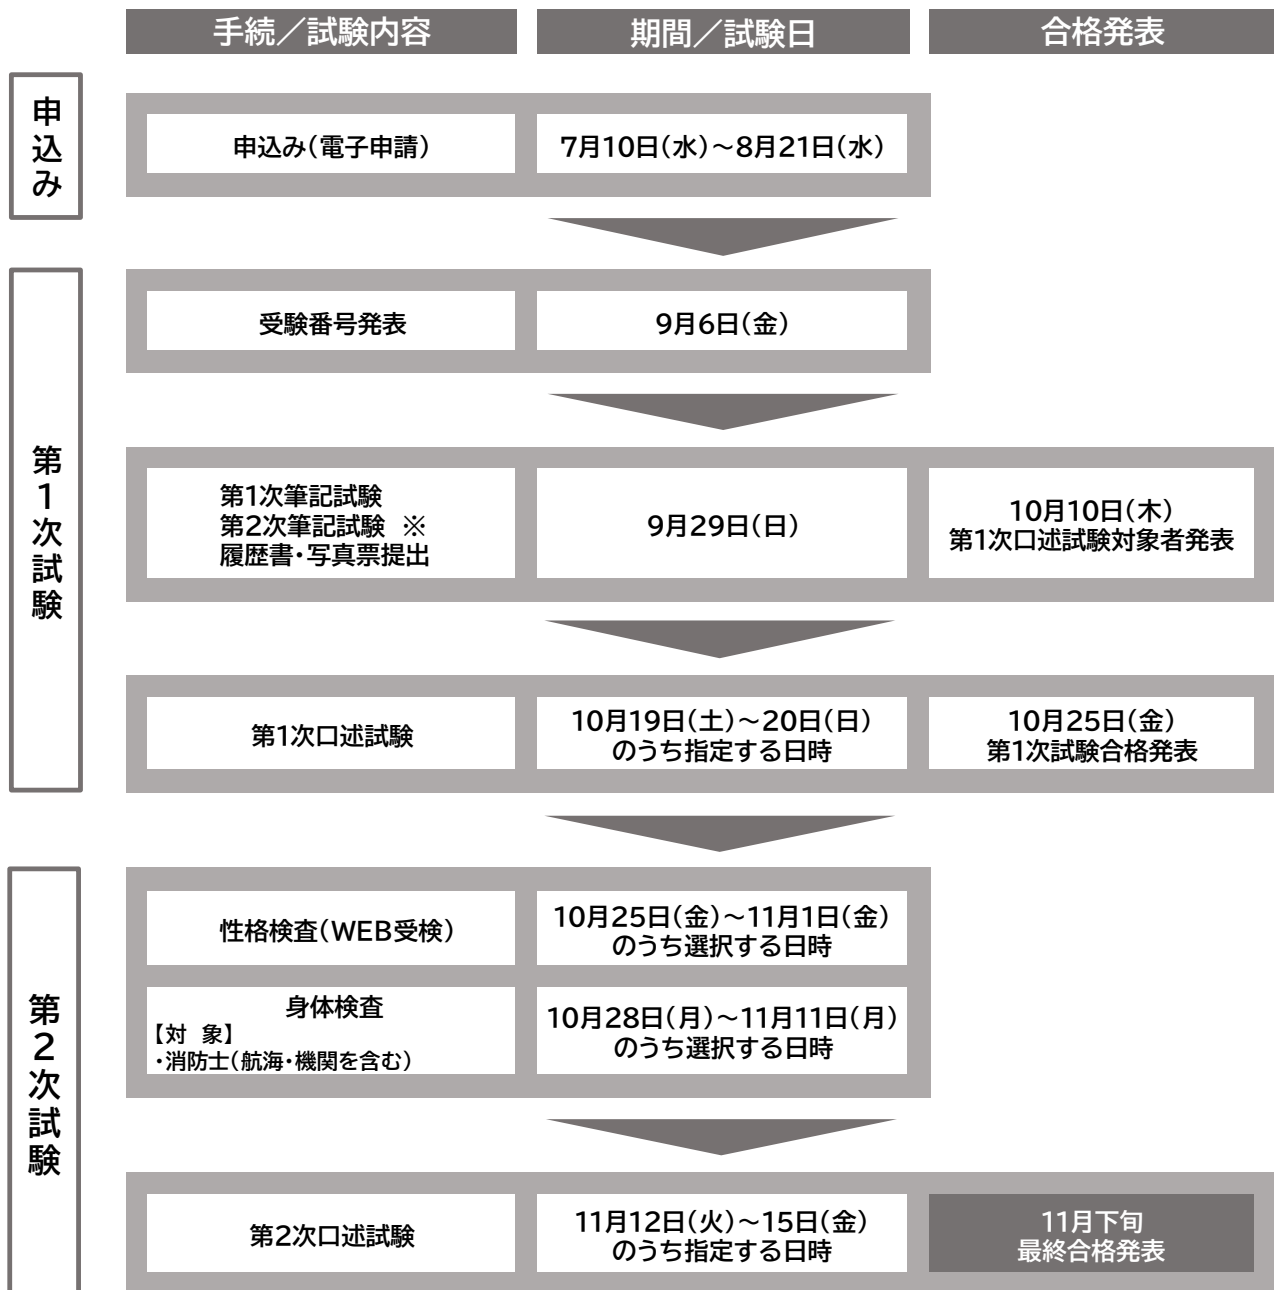 手続／試験内容
期間／試験日
合格発表
申込み
申込み(電子申請)
7月10日(水)～8月21日(水)
第1次試験
受験番号発表
9月6日(金)
第1次筆記試験
第2次筆記試験 ※
履歴書・写真票提出
9月29日(日)
10月10日(木)
第1次口述試験対象者発表
第1次口述試験
10月19日(土)～20日(日)
のうち指定する日時
10月25日(金)
第1次試験合格発表
第2次試験
性格検査(WEB受検)
10月25日(金)～11月1日(金)
のうち選択する日時
身体検査
【対 象】
・消防士(航海・機関を含む)
10月28日(月)～11月11日(月)
のうち選択する日時
第2次口述試験
11月12日(火)～15日(金)
のうち指定する日時
11月下旬
最終合格発表